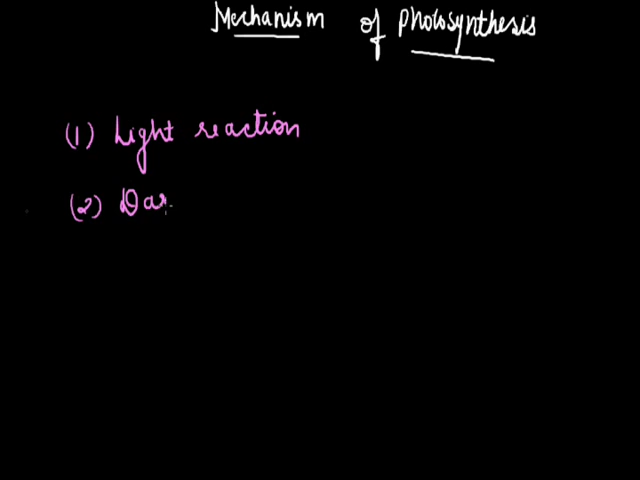 Mechanism of Photosynthesis
(1) Light reaction
(2) Dar